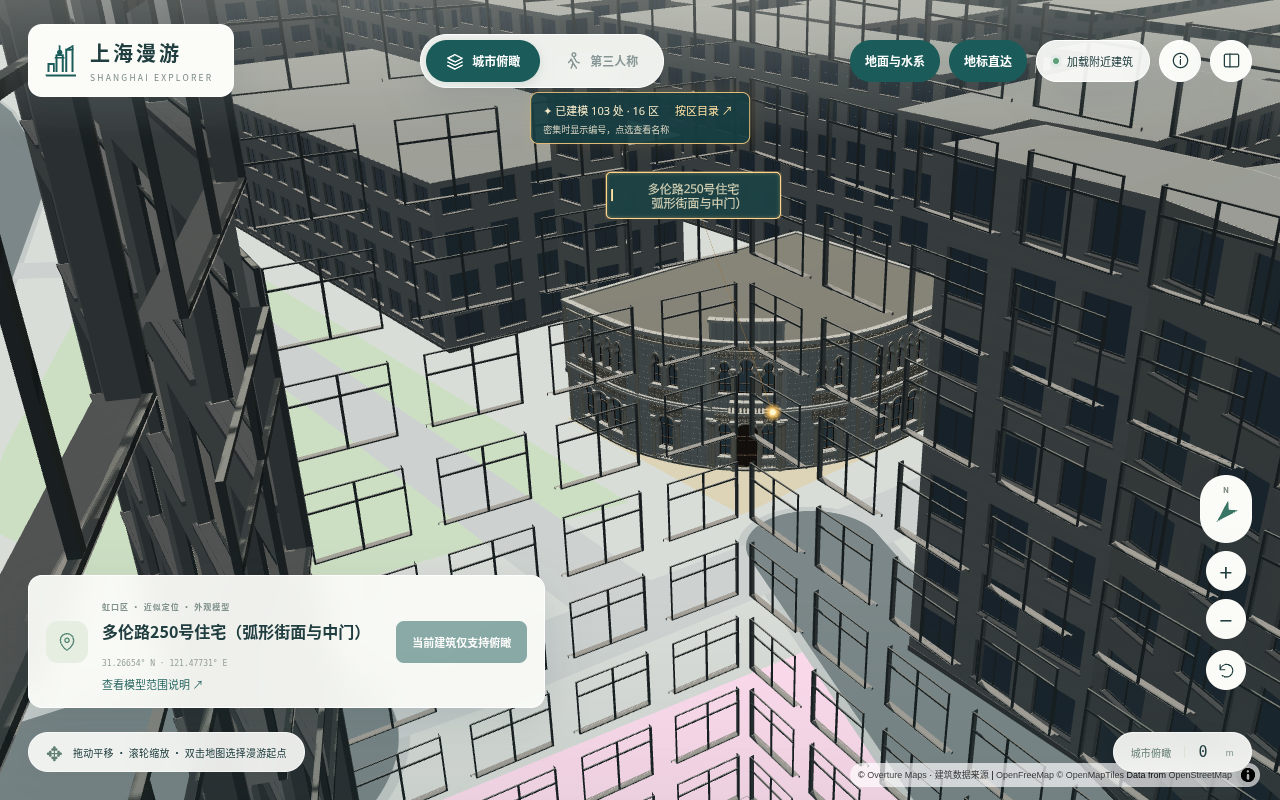 上海漫游
SHANGHAI EXPLORER
城市俯瞰
第三人称
地面与水系
地标直达
加载附近建筑
✦ 已建模 103 处 · 16 区 按区目录 ↗
密集时显示编号，点选查看名称
多伦路250号住宅
弧形街面与中门）
N
虹口区 · 近似定位 · 外观模型
多伦路250号住宅（弧形街面与中门）
当前建筑仅支持俯瞰
31.26654° N · 121.47731° E
查看模型范围说明 ↗
拖动平移 · 滚轮缩放 · 双击地图选择漫游起点
城市俯瞰 0 m
© Overture Maps · 建筑数据来源 | OpenFreeMap © OpenMapTiles Data from OpenStreetMap